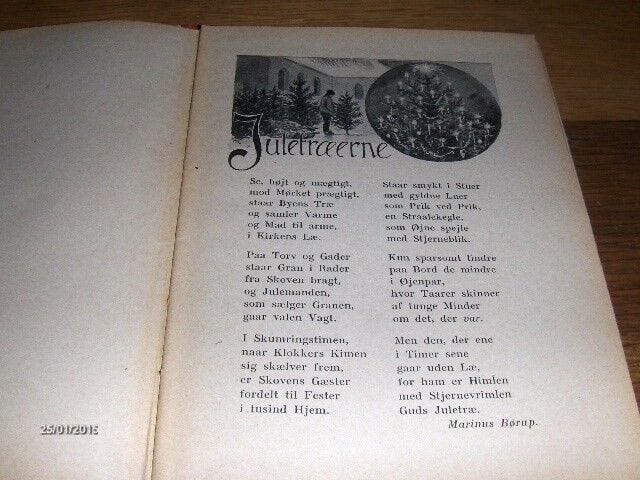 Juletræerne
Se, højt og mægtigt,
mod Mørket prægtigt,
staar Byens Træ
og samler Varme
og Mad til arme,
i Kirkens Læ.
Paa Torv og Gader
staar Gran i Rader
fra Skoven bragt,
og Julemanden,
som sælger Granen,
gaar valen Vagt.
I Skumringstimen,
naar Klokkers Kimen
sig skælver frem,
er Skovens Gæster
fordelt til Fester
i tusind Hjem.
Staar smykt i Stuer
med gyldne Luer
som Prik ved Prik,
en Straalekegle,
som Øjne spejle
med Stjerneblik.
Kun sparsomt tindre
paa Bord de mindre
i Øjenpar,
hvor Taarer skinner
af tunge Minder
om det, der var.
Men den, der ene
i Timer sene
gaar uden Læ,
for ham er Himlen
med Stjernevrimlen
Guds Juletræ.
Marinus Børup.
25/01/2015